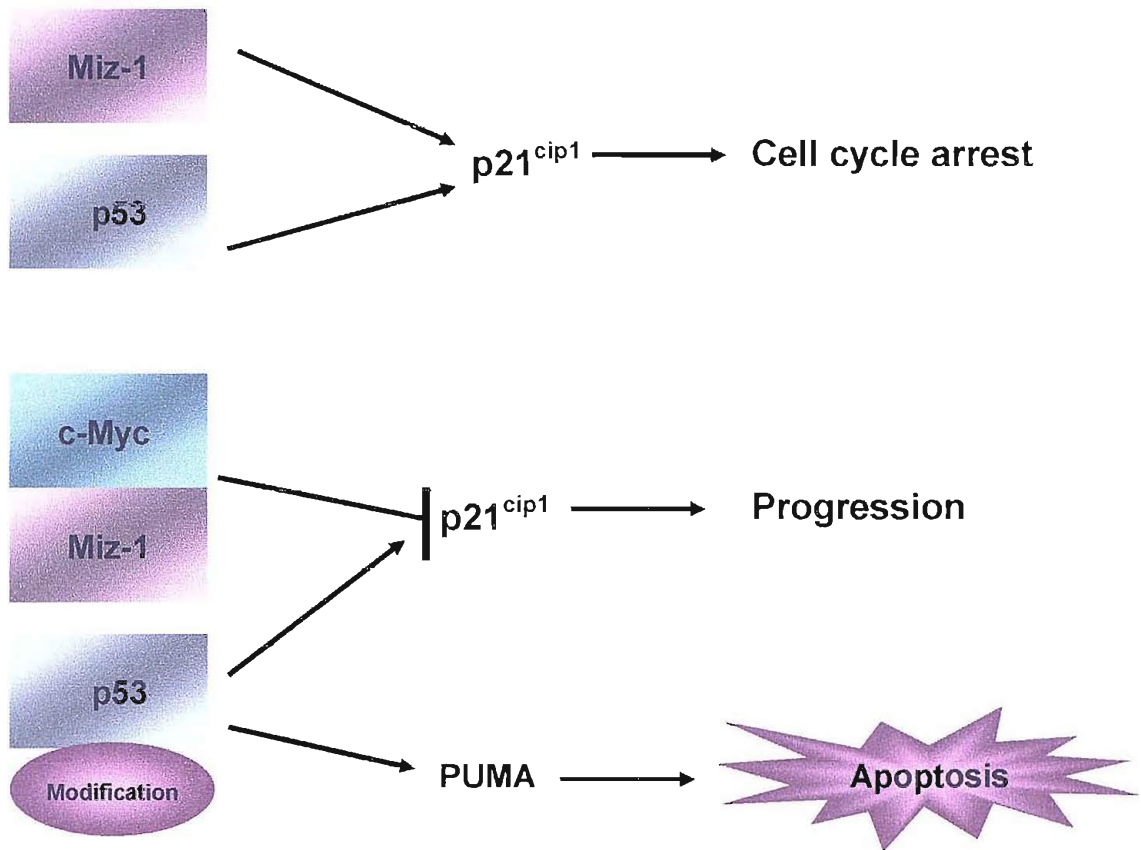 Miz-1
p53
p21cip1
Cell cycle arrest
c-Myc
Miz-1
p53
Modification
p21cip1
Progression
PUMA
Apoptosis